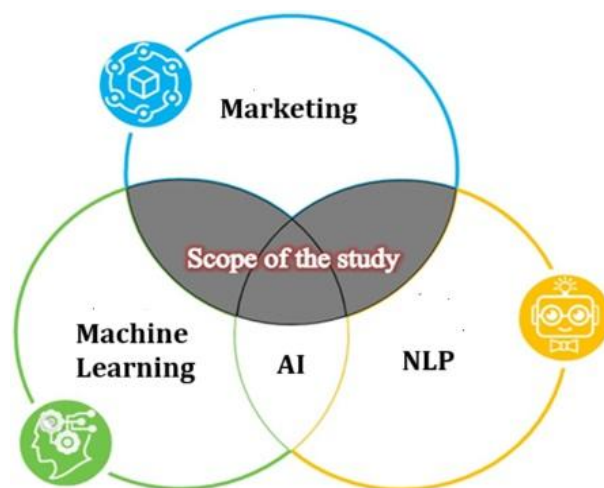 Marketing
Scope of the study
Machine
Learning
AI
NLP